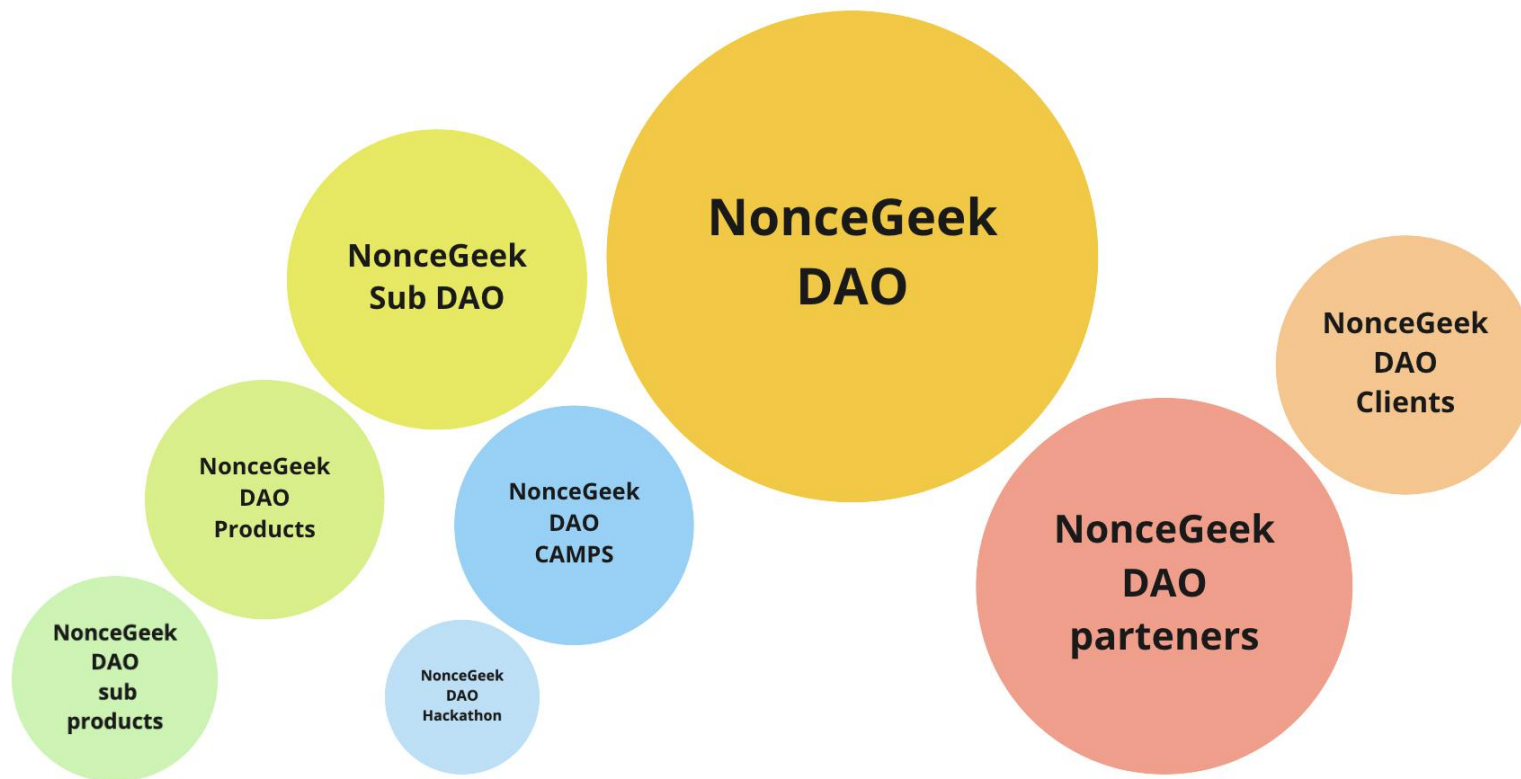 NonceGeek
DAO
NonceGeek
Sub DAO
NonceGeek
DAO
Clients
NonceGeek
DAO
Products
NonceGeek
DAO
CAMPS
NonceGeek
DAO
parteners
NonceGeek
DAO
sub
products
NonceGeek
DAO
Hackathon